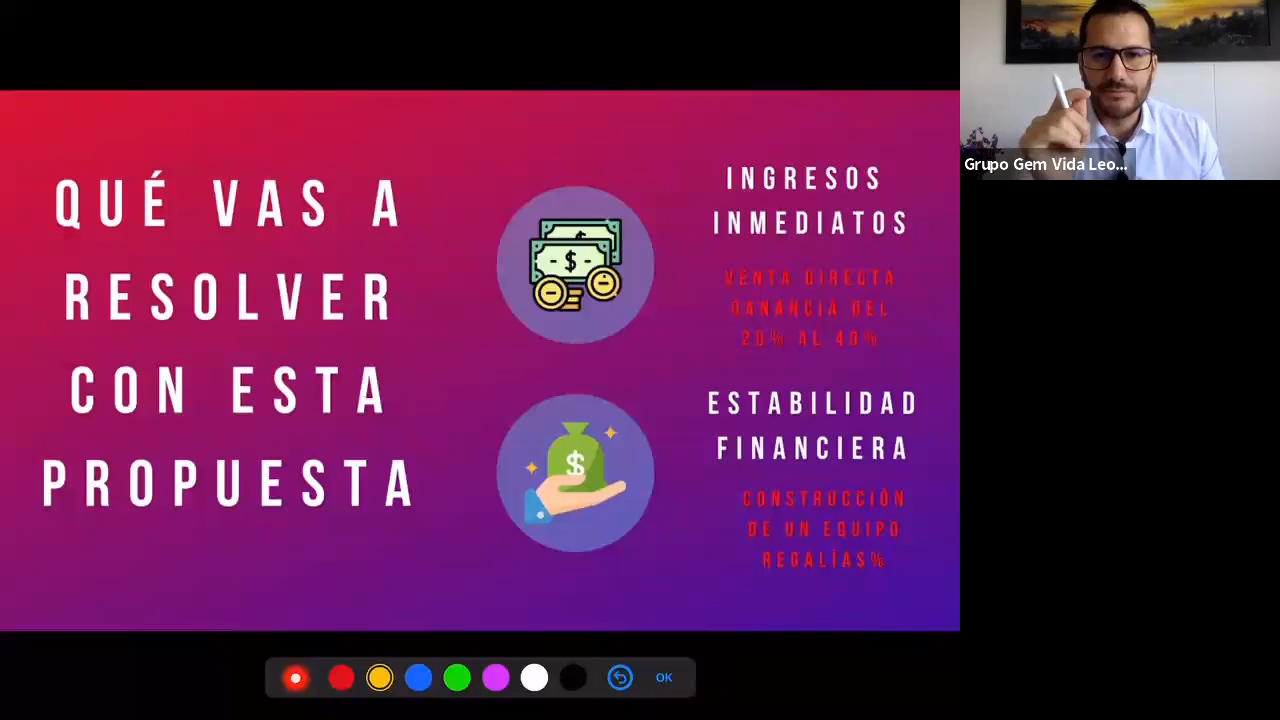 QUÉ VAS A
RESOLVER
CON ESTA
PROPUESTA
INGRESOS
INMEDIATOS
VENTA DIRECTA
GANANCIA DEL
20% AL 40%
ESTABILIDAD
FINANCIERA
CONSTRUCCIÓN
DE UN EQUIPO
REGALÍAS%
Grupo Gem Vida Leo...
OK